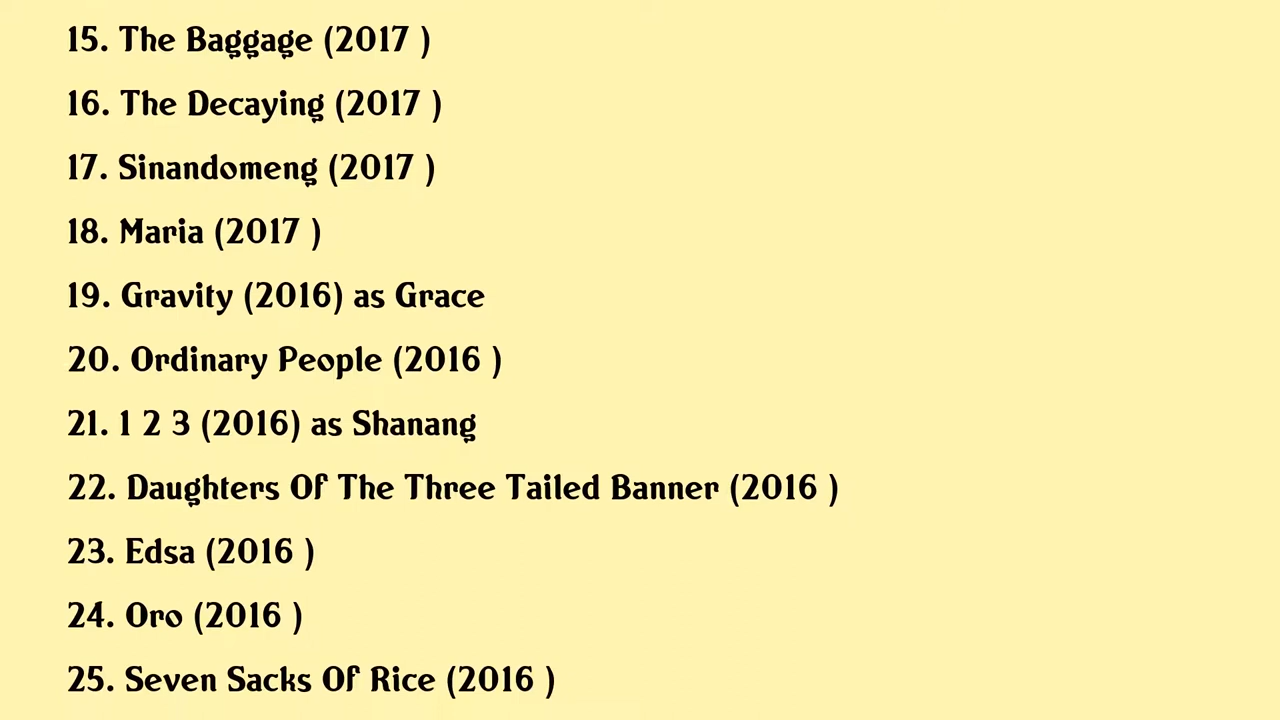 15. The Baggage (2017 )
16. The Decaying (2017 )
17. Sinandomeng (2017 )
18. Maria (2017 )
19. Gravity (2016) as Grace
20. Ordinary People (2016 )
21. 1 2 3 (2016) as Shanang
22. Daughters Of The Three Tailed Banner (2016 )
23. Edsa (2016 )
24. Oro (2016 )
25. Seven Sacks Of Rice (2016 )